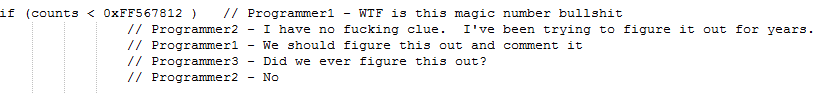 if (counts < 0xFF567812 )   // Programmer1 - WTF is this magic number bullshit
// Programmer2 - I have no fucking clue.  I've been trying to figure it out for years.
// Programmer1 - We should figure this out and comment it
// Programmer3 - Did we ever figure this out?
// Programmer2 - No